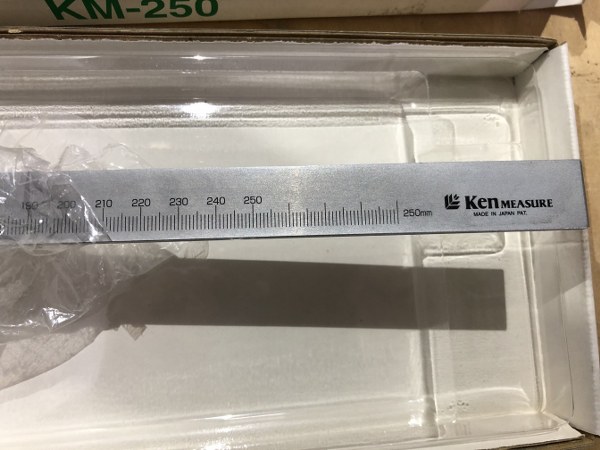 KM-250
190 200 210 220 230 240 250
250mm
Ken MEASURE
MADE IN JAPAN PAT.